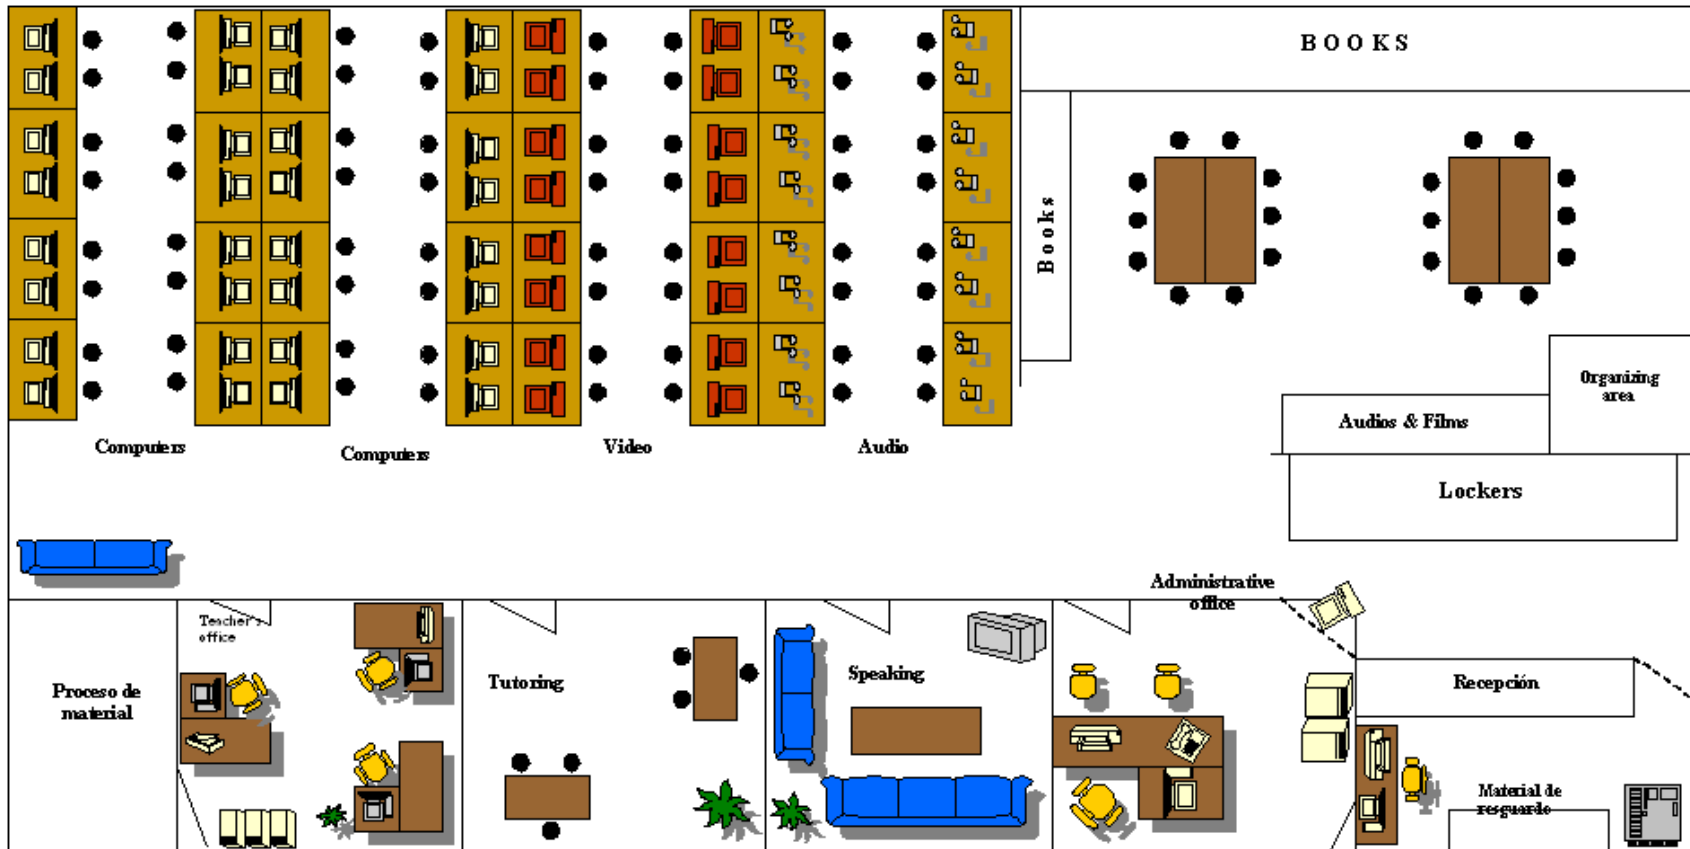 BOOKS
Books
Organizing
area
Audios & Films
Computers
Computers
Video
Audio
Lockers
Administrative
office
Teacher's
office
Proceso de
material
Tutoring
Speaking
Recepción
Material de
resguardo